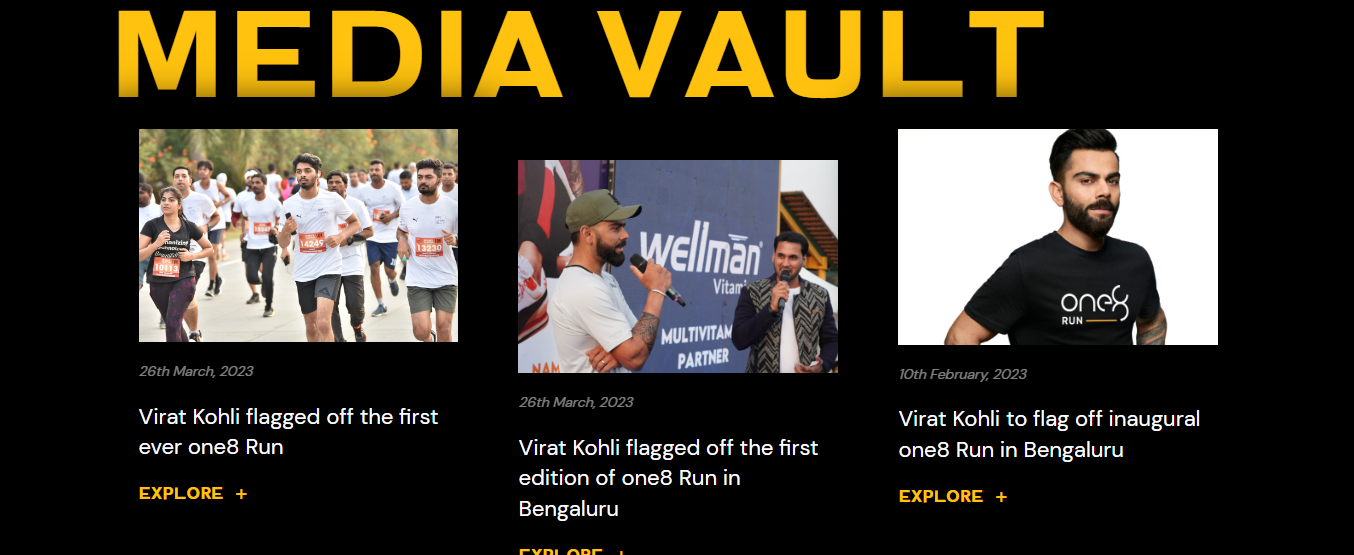 MEDIA VAULT
10113
14249
13230
26th March, 2023
Virat Kohli flagged off the first
ever one8 Run
EXPLORE +
wellman
Vitam
MULTIVITAM
PARTNER
NAM
26th March, 2023
Virat Kohli flagged off the first
edition of one8 Run in
Bengaluru
EXPLORE +
one8
RUN
10th February, 2023
Virat Kohli to flag off inaugural
one8 Run in Bengaluru
EXPLORE +